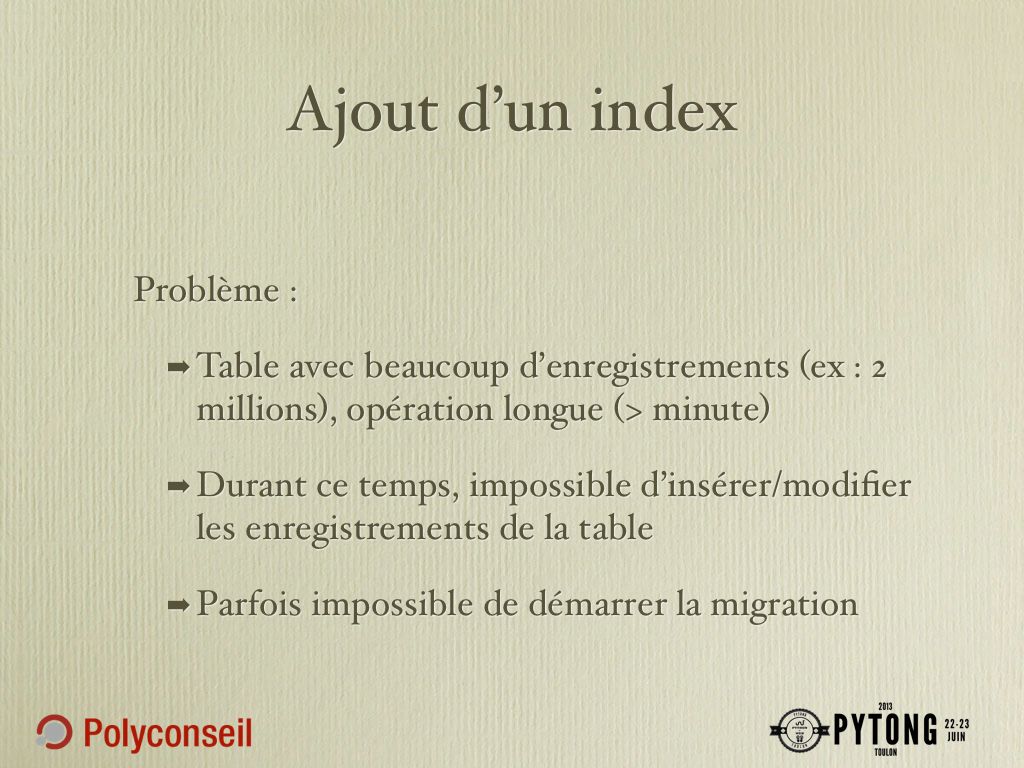 Ajout d’un index
Problème :
➡ Table avec beaucoup d’enregistrements (ex : 2
millions), opération longue (> minute)
➡ Durant ce temps, impossible d’insérer/modifier
les enregistrements de la table
➡ Parfois impossible de démarrer la migration
Polyconseil
2013
PYTONG
TOULON
22-23
JUIN